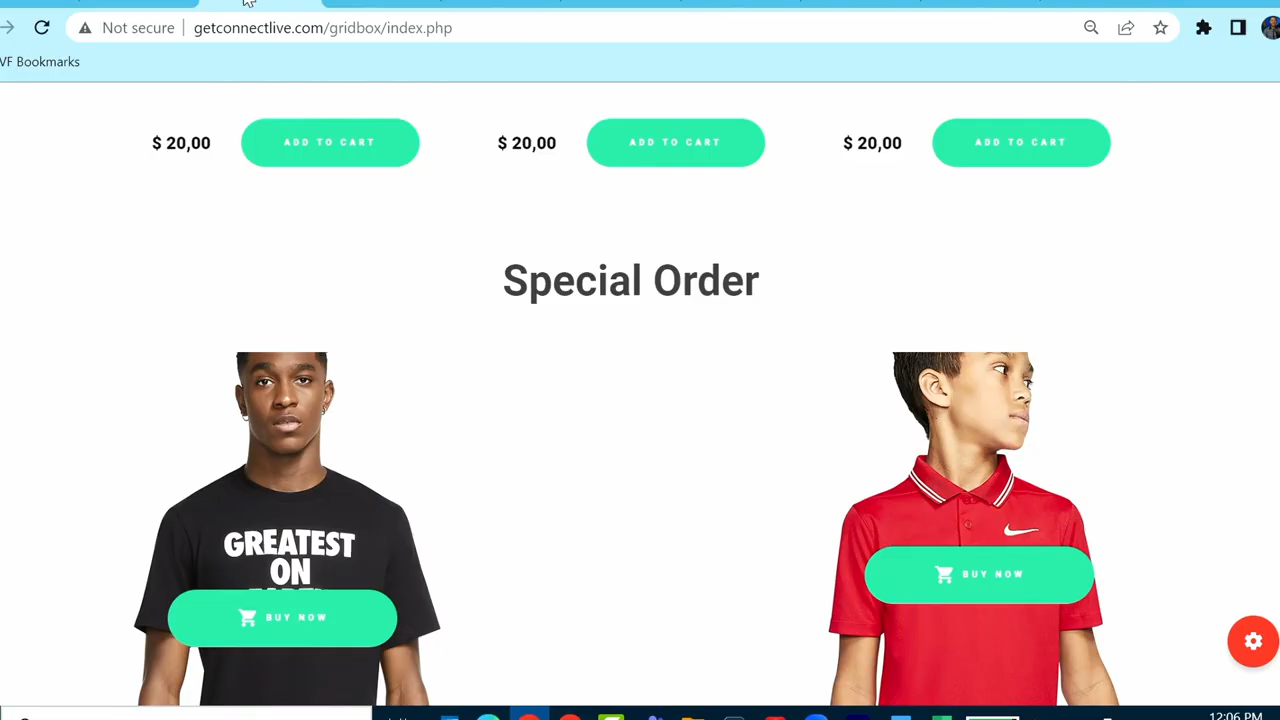 Not secure
getconnectlive.com/gridbox/index.php
VF Bookmarks
$ 20,00 ADD TO CART $ 20,00 ADD TO CART $ 20,00 ADD TO CART
Special Order
GREATEST
ON
BUY NOW
BUY NOW
12:06 PM